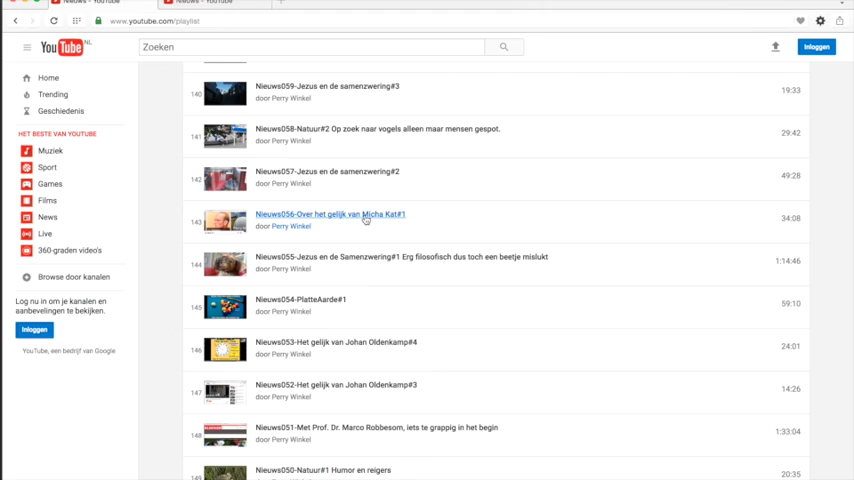 Nieuws - YouTube
Nieuws - YouTube
www.youtube.com/playlist
YouTube NL
Zoeken
Inloggen
Home
Trending
Geschiedenis
HET BESTE VAN YOUTUBE
Muziek
Sport
Games
Films
News
Live
360-graden video's
Browse door kanalen
Log nu in om je kanalen en
aanbevelingen te bekijken.
Inloggen
YouTube, een bedrijf van Google
140 Nieuws059-Jezus en de samenzwering#3 19:33
door Perry Winkel
141 Nieuws058-Natuur#2 Op zoek naar vogels alleen maar mensen gespot. 29:42
door Perry Winkel
142 Nieuws057-Jezus en de samenzwering#2 49:28
door Perry Winkel
143 Nieuws056-Over het gelijk van Micha Kat#1 34:08
door Perry Winkel
144 Nieuws055-Jezus en de Samenzwering#1 Erg filosofisch dus toch een beetje mislukt 1:14:46
door Perry Winkel
145 Nieuws054-PlatteAarde#1 59:10
door Perry Winkel
146 Nieuws053-Het gelijk van Johan Oldenkamp#4 24:01
door Perry Winkel
147 Nieuws052-Het gelijk van Johan Oldenkamp#3 14:26
door Perry Winkel
148 Nieuws051-Met Prof. Dr. Marco Robbesom, iets te grappig in het begin 1:33:04
door Perry Winkel
149 Nieuws050-Natuur#1 Humor en reigers 20:35